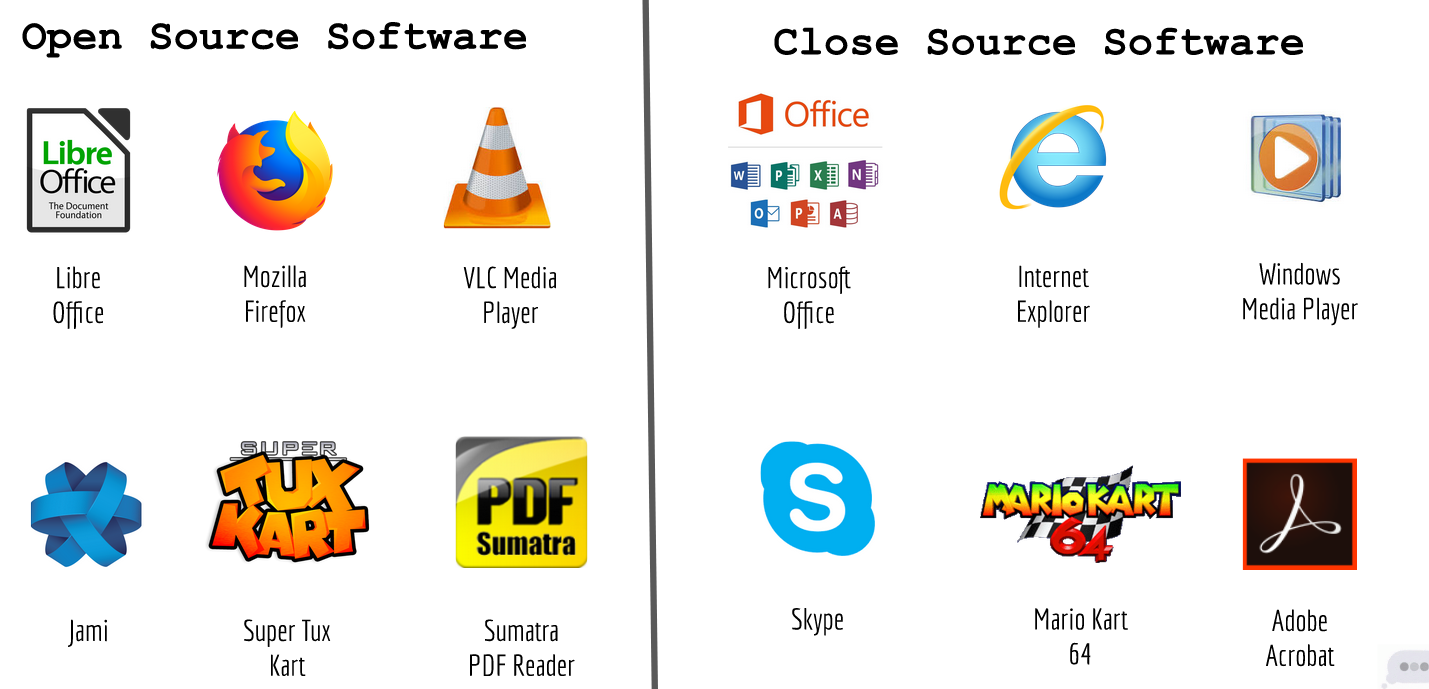 Open Source Software
Libre
Office
The Document
Foundation
Libre
Office
Mozilla
Firefox
VLC Media
Player
SUPER
TUX
KART
PDF
Sumatra
Jami
Super Tux
Kart
Sumatra
PDF Reader
Close Source Software
Office
W P X N
O P A
e
Microsoft
Office
Internet
Explorer
Windows
Media Player
S
MARIO KART
64
Skype
Mario Kart
64
Adobe
Acrobat